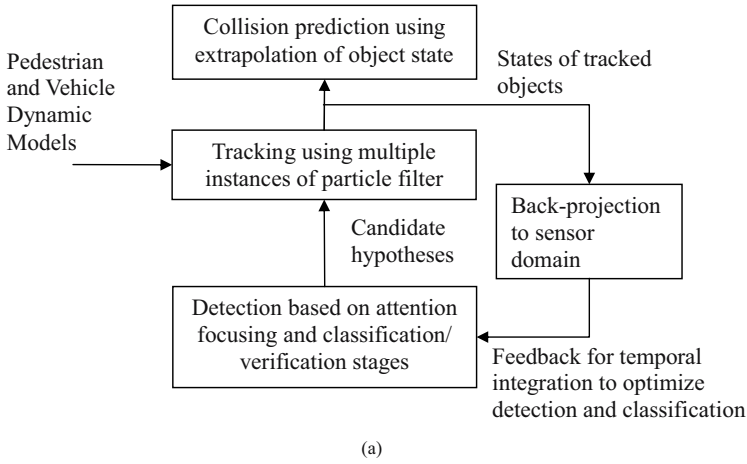 Collision prediction using
extrapolation of object state
States of tracked
objects
Pedestrian
and Vehicle
Dynamic
Models
Tracking using multiple
instances of particle filter
Back-projection
to sensor
domain
Candidate
hypotheses
Detection based on attention
focusing and classification/
verification stages
Feedback for temporal
integration to optimize
detection and classification
(a)